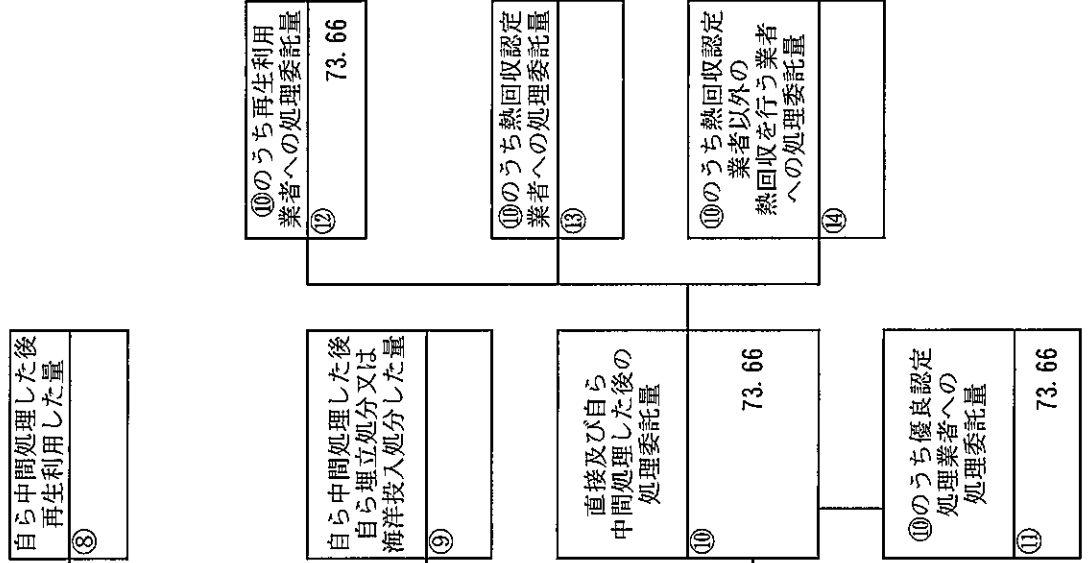 自ら中間処理した後
再生利用した量
⑧
自ら中間処理した後
自ら埋立処分又は
海洋投入処分した量
⑨
直接及び自ら
中間処理した後の
処理委託量
⑩
73.66
⑩のうち優良認定
処理業者への
処理委託量
⑪
73.66
⑩のうち再生利用
業者への処理委託量
⑫
73.66
⑩のうち熱回収認定
業者への処理委託量
⑬
⑩のうち熱回収認定
業者以外の
熱回収を行う業者
への処理委託量
⑭